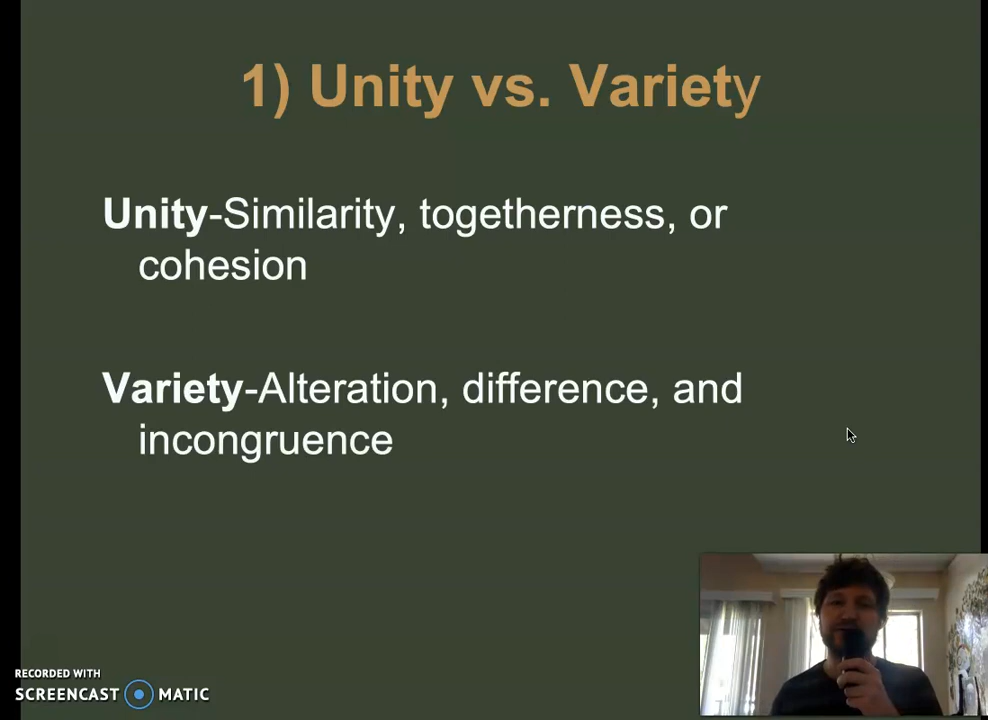 1) Unity vs. Variety
Unity-Similarity, togetherness, or
cohesion
Variety-Alteration, difference, and
incongruence
RECORDED WITH
SCREENCAST MATIC